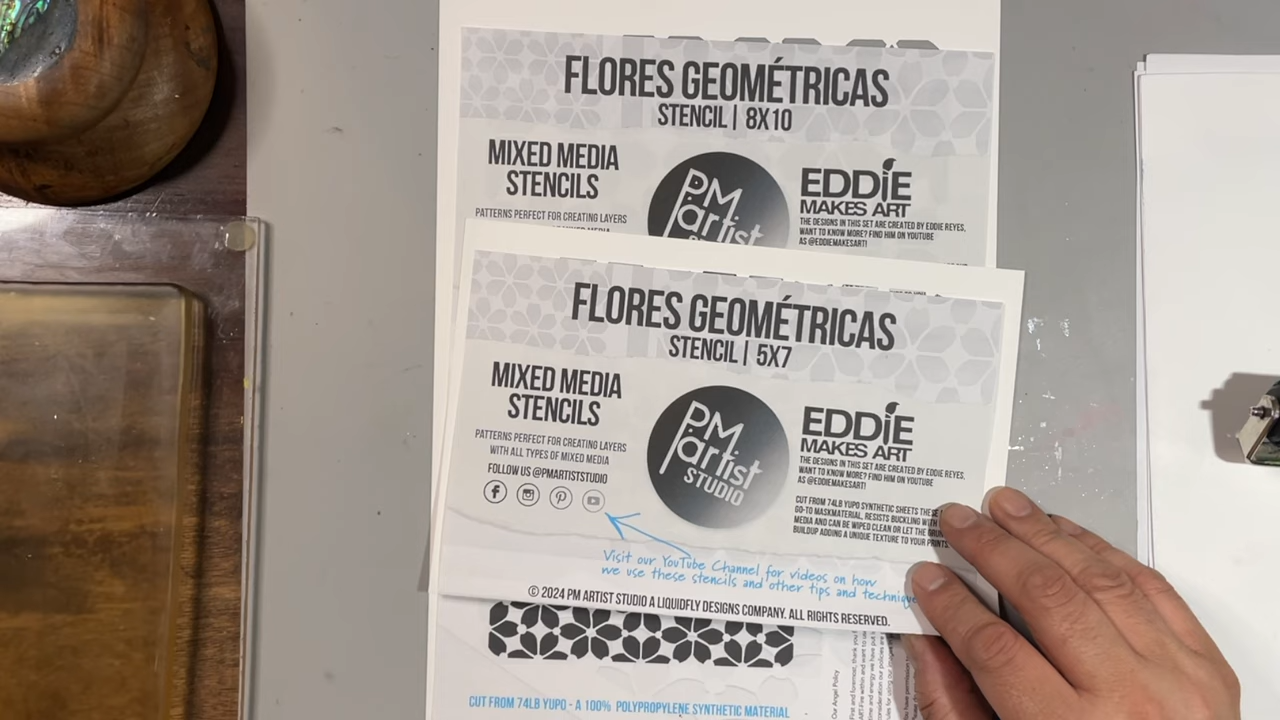 FLORES GEOMÉTRICAS
STENCIL | 8X10
MIXED MEDIA
STENCILS
PATTERNS PERFECT FOR CREATING LAYERS
PM
artist
EDDIE
MAKES ART
THE DESIGNS IN THIS SET ARE CREATED BY EDDIE REYES,
WANT TO KNOW MORE? FIND HIM ON YOUTUBE
AS @EDDIEMAKESART!
FLORES GEOMÉTRICAS
STENCIL | 5X7
MIXED MEDIA
STENCILS
PATTERNS PERFECT FOR CREATING LAYERS
WITH ALL TYPES OF MIXED MEDIA
FOLLOW US @PMARTISTSTUDIO
PM
artist
STUDIO
EDDIE
MAKES ART
THE DESIGNS IN THIS SET ARE CREATED BY EDDIE REYES,
WANT TO KNOW MORE? FIND HIM ON YOUTUBE
AS @EDDIEMAKESART!
CUT FROM 74LB YUPO SYNTHETIC SHEETS THESE
GO-TO MASKMATERIAL, RESISTS BUCKLING WITH
MEDIA AND CAN BE WIPED CLEAN OR LET THE
BUILDUP ADDING A UNIQUE TEXTURE TO YOUR PRINTS
Visit our YouTube Channel for videos on how
we use these stencils and other tips and
© 2024 PM ARTIST STUDIO A LIQUIDFLY DESIGNS COMPANY. ALL RIGHTS RESERVED.
CUT FROM 74LB YUPO - A 100% POLYPROPYLENE SYNTHETIC MATERIAL
Our Angel Policy